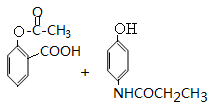 O
O—C—CH₃
OH
COOH
+
NHCOCH₂CH₃